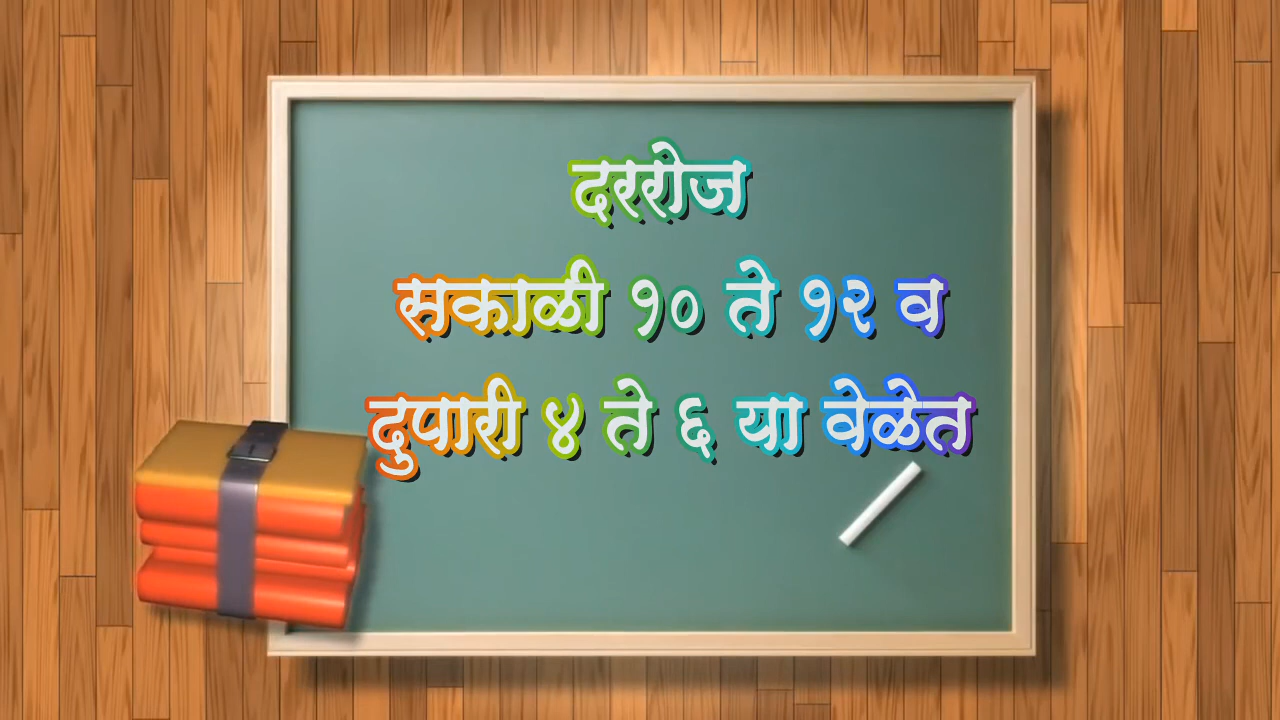 दररोज
सकाळी १० ते १२ व
दुपारी ४ ते ६ या वेळेत